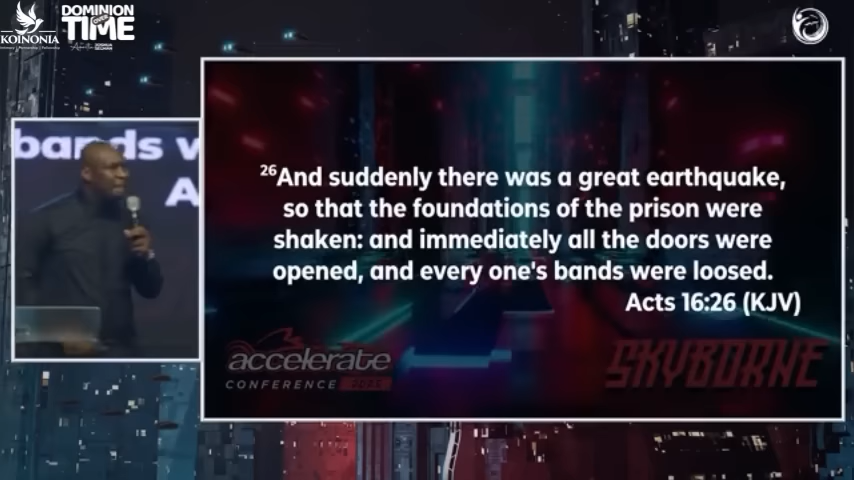 KOINONIA
DOMINION
OVER
TIME
bands w
A
²⁶And suddenly there was a great earthquake,
so that the foundations of the prison were
shaken: and immediately all the doors were
opened, and every one's bands were loosed.
Acts 16:26 (KJV)
accelerate
CONFERENCE
SKYBORNE